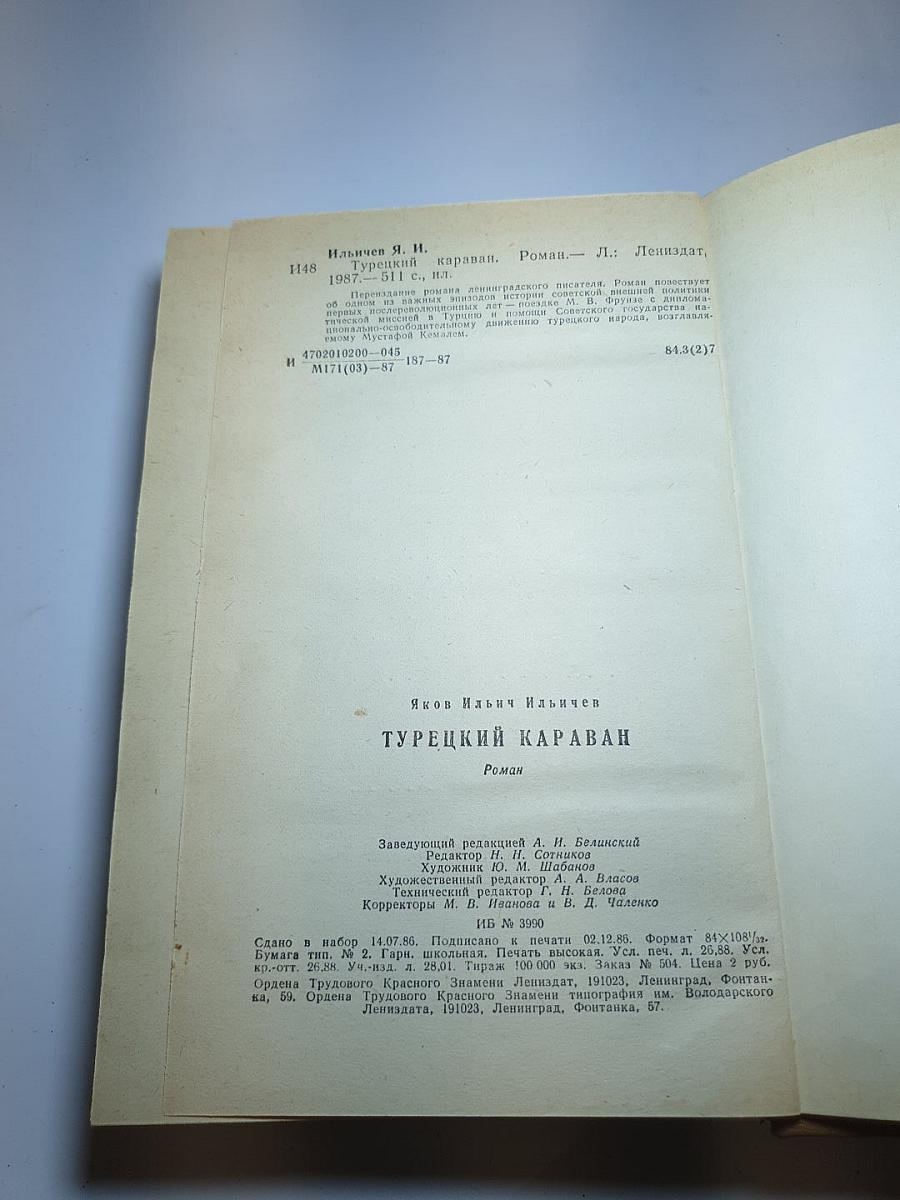 Ильичев Я. И.
И48 Турецкий караван. Роман.— Л.: Лениздат,
1987.— 511 с., ил.
Переиздание романа ленинградского писателя. Роман повествует
об одном из важных эпизодов истории советской внешней политики
первых послереволюционных лет — поездке М. В. Фрунзе с диплома-
тической миссией в Турцию и помощи Советского государства на-
ционально-освободительному движению турецкого народа, возглавля-
емому Мустафой Кемалем.
И 4702010200—045
М171(03)—87 187—87 84.3(2)7
Яков Ильич Ильичев
ТУРЕЦКИЙ КАРАВАН
Роман
Заведующий редакцией А. И. Белинский
Редактор Н. Н. Сотников
Художник Ю. М. Шабанов
Художественный редактор А. А. Власов
Технический редактор Г. Н. Белова
Корректоры М. В. Иванова и В. Д. Чаленко
ИБ № 3990
Сдано в набор 14.07.86. Подписано к печати 02.12.86. Формат 84×108¹/₃₂.
Бумага тип. № 2. Гарн. школьная. Печать высокая. Усл. печ. л. 26,88. Усл.
кр.-отт. 26,88. Уч.-изд. л. 28,01. Тираж 100 000 экз. Заказ № 504. Цена 2 руб.
Ордена Трудового Красного Знамени Лениздат, 191023, Ленинград, Фонтан-
ка, 59. Ордена Трудового Красного Знамени типография им. Володарского
Лениздата, 191023, Ленинград, Фонтанка, 57.